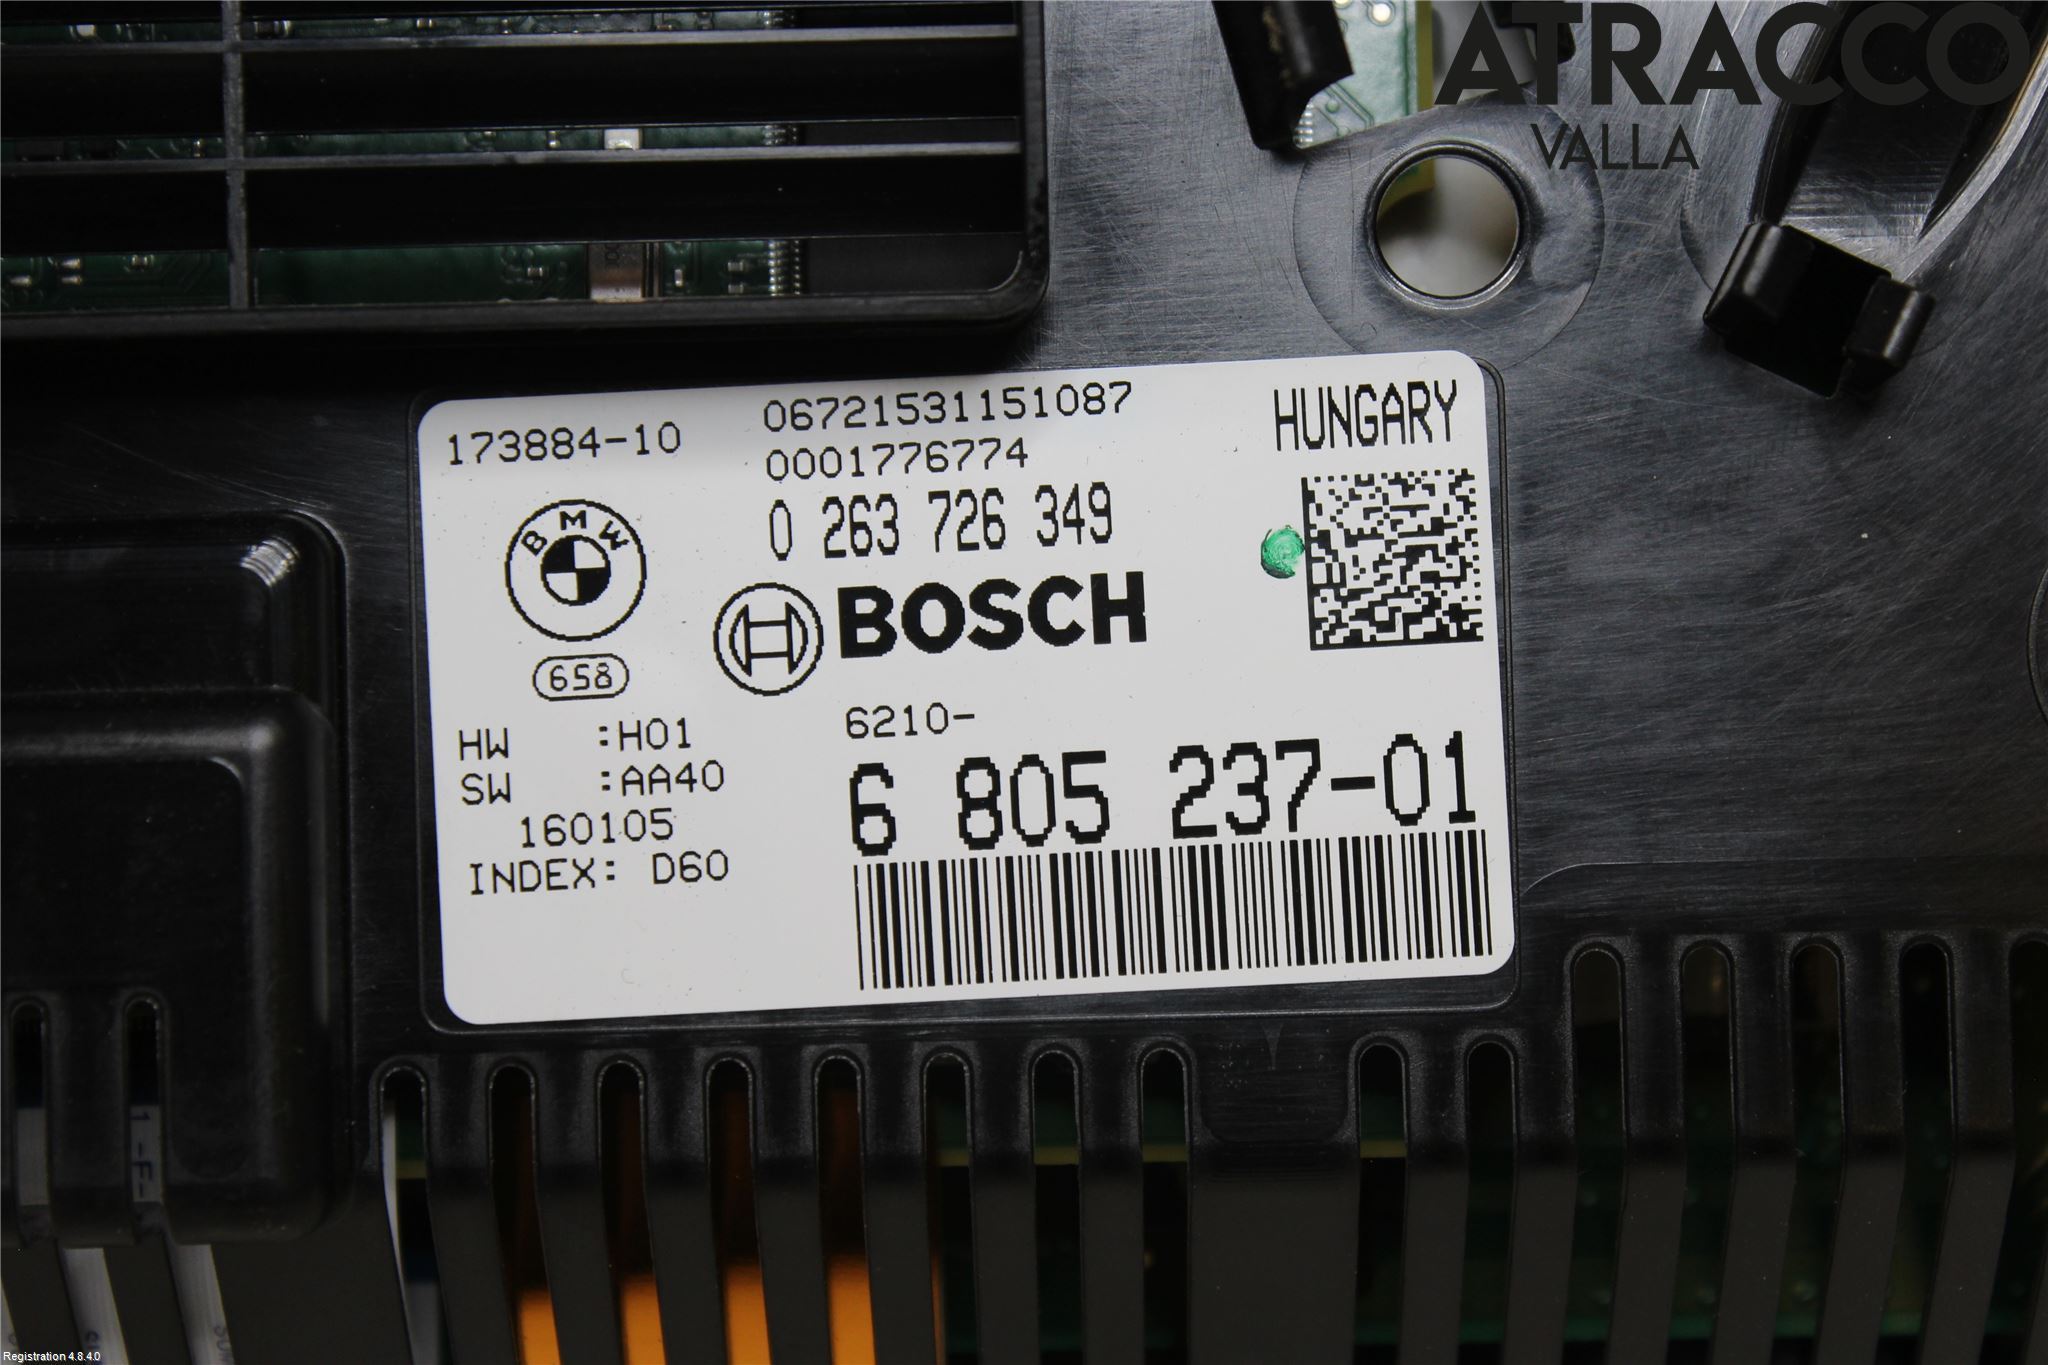 ATRACCO
VALLA
173884-10
06721531151087
0001776774
HUNGARY
0 263 726 349
BMW
BOSCH
658
6210-
HW :H01
SW :AA40
160105
INDEX: D60
6 805 237-01
1-F-
Registration 4.8.4.0